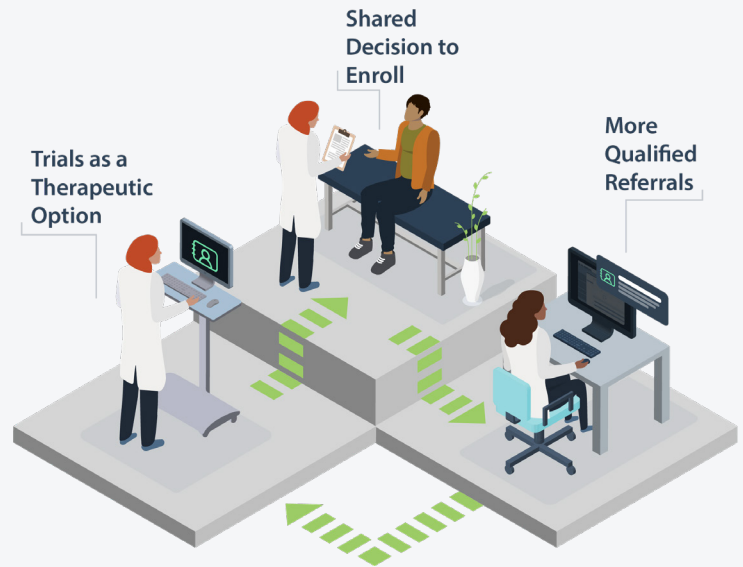 Shared
Decision to
Enroll
Trials as a
Therapeutic
Option
More
Qualified
Referrals